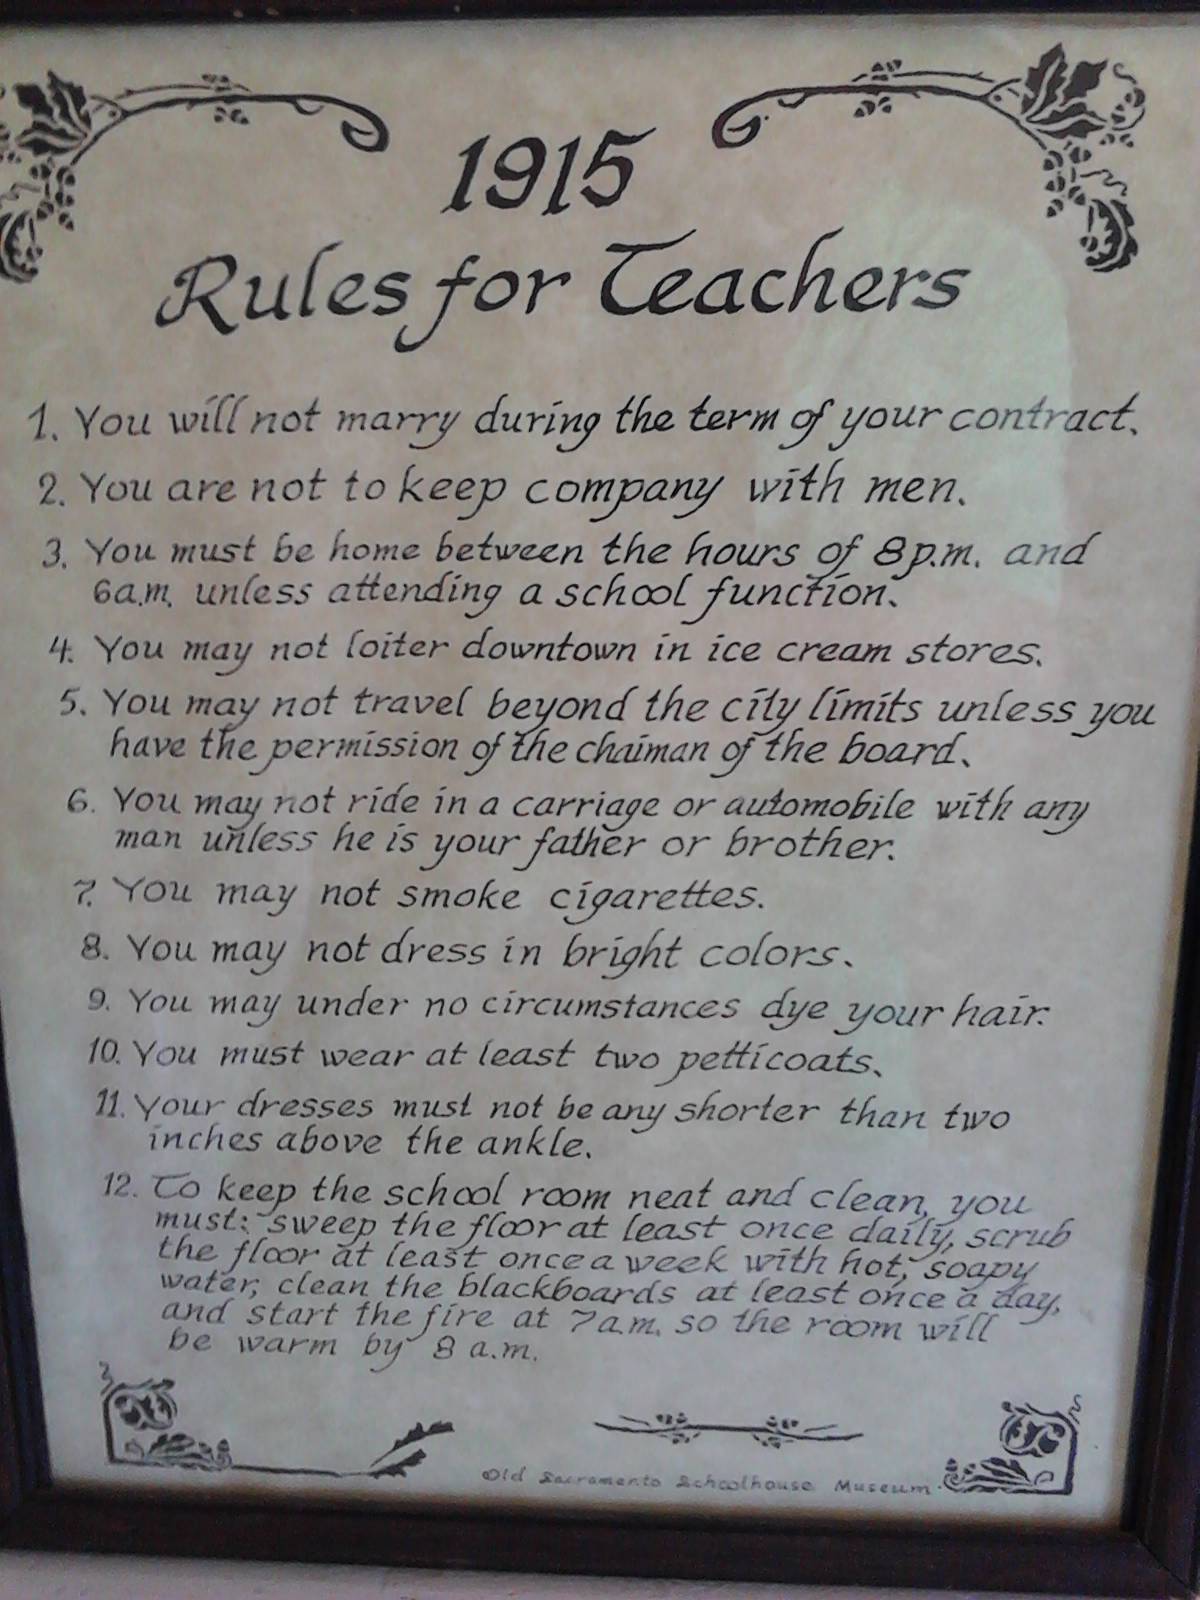 1915
Rules for Teachers
1. You will not marry during the term of your contract.
2. You are not to keep company with men.
3. You must be home between the hours of 8p.m. and
6a.m. unless attending a school function.
4. You may not loiter downtown in ice cream stores.
5. You may not travel beyond the city limits unless you
have the permission of the chaiman of the board.
6. You may not ride in a carriage or automobile with any
man unless he is your father or brother.
7. You may not smoke cigarettes.
8. You may not dress in bright colors.
9. You may under no circumstances dye your hair.
10. You must wear at least two petticoats.
11. Your dresses must not be any shorter than two
inches above the ankle.
12. To keep the school room neat and clean, you
must: sweep the floor at least once daily, scrub
the floor at least once a week with hot, soapy
water, clean the blackboards at least once a day,
and start the fire at 7a.m. so the room will
be warm by 8 a.m.
Old Sacramento Schoolhouse Museum